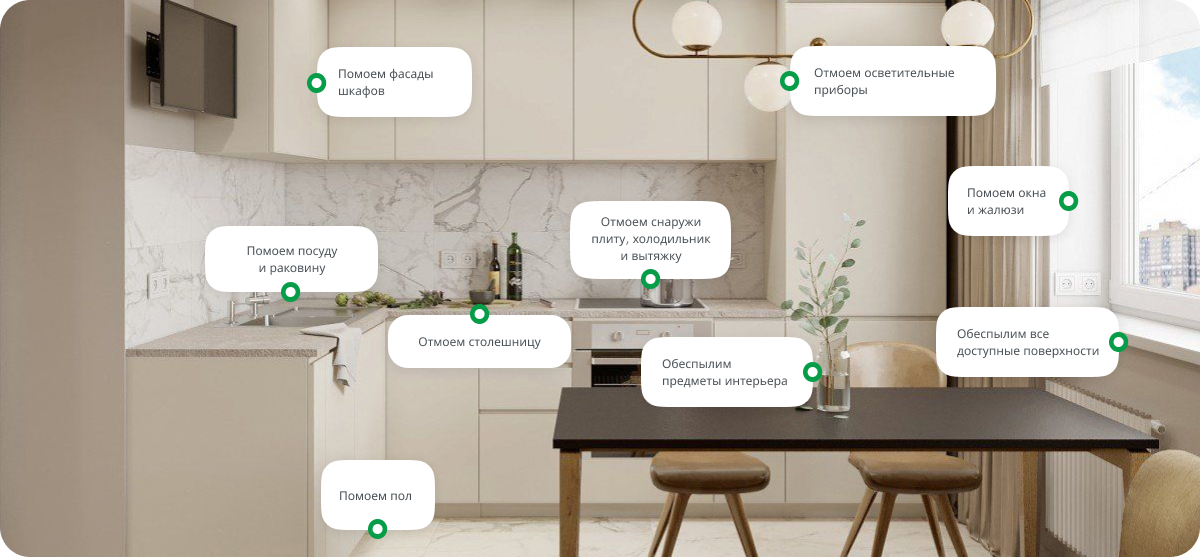 Помоем фасады
шкафов
Отмоем осветительные
приборы
Помоем окна
и жалюзи
Помоем посуду
и раковину
Отмоем снаружи
плиту, холодильник
и вытяжку
Отмоем столешницу
Обеспылим
предметы интерьера
Обеспылим все
доступные поверхности
Помоем пол